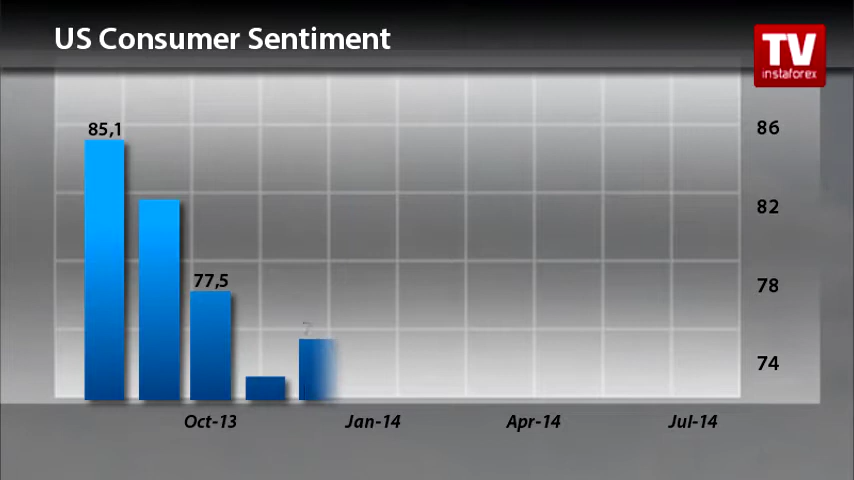 US Consumer Sentiment
TV
instaforex
85,1
86
82
77,5
78
7
74
Oct-13
Jan-14
Apr-14
Jul-14